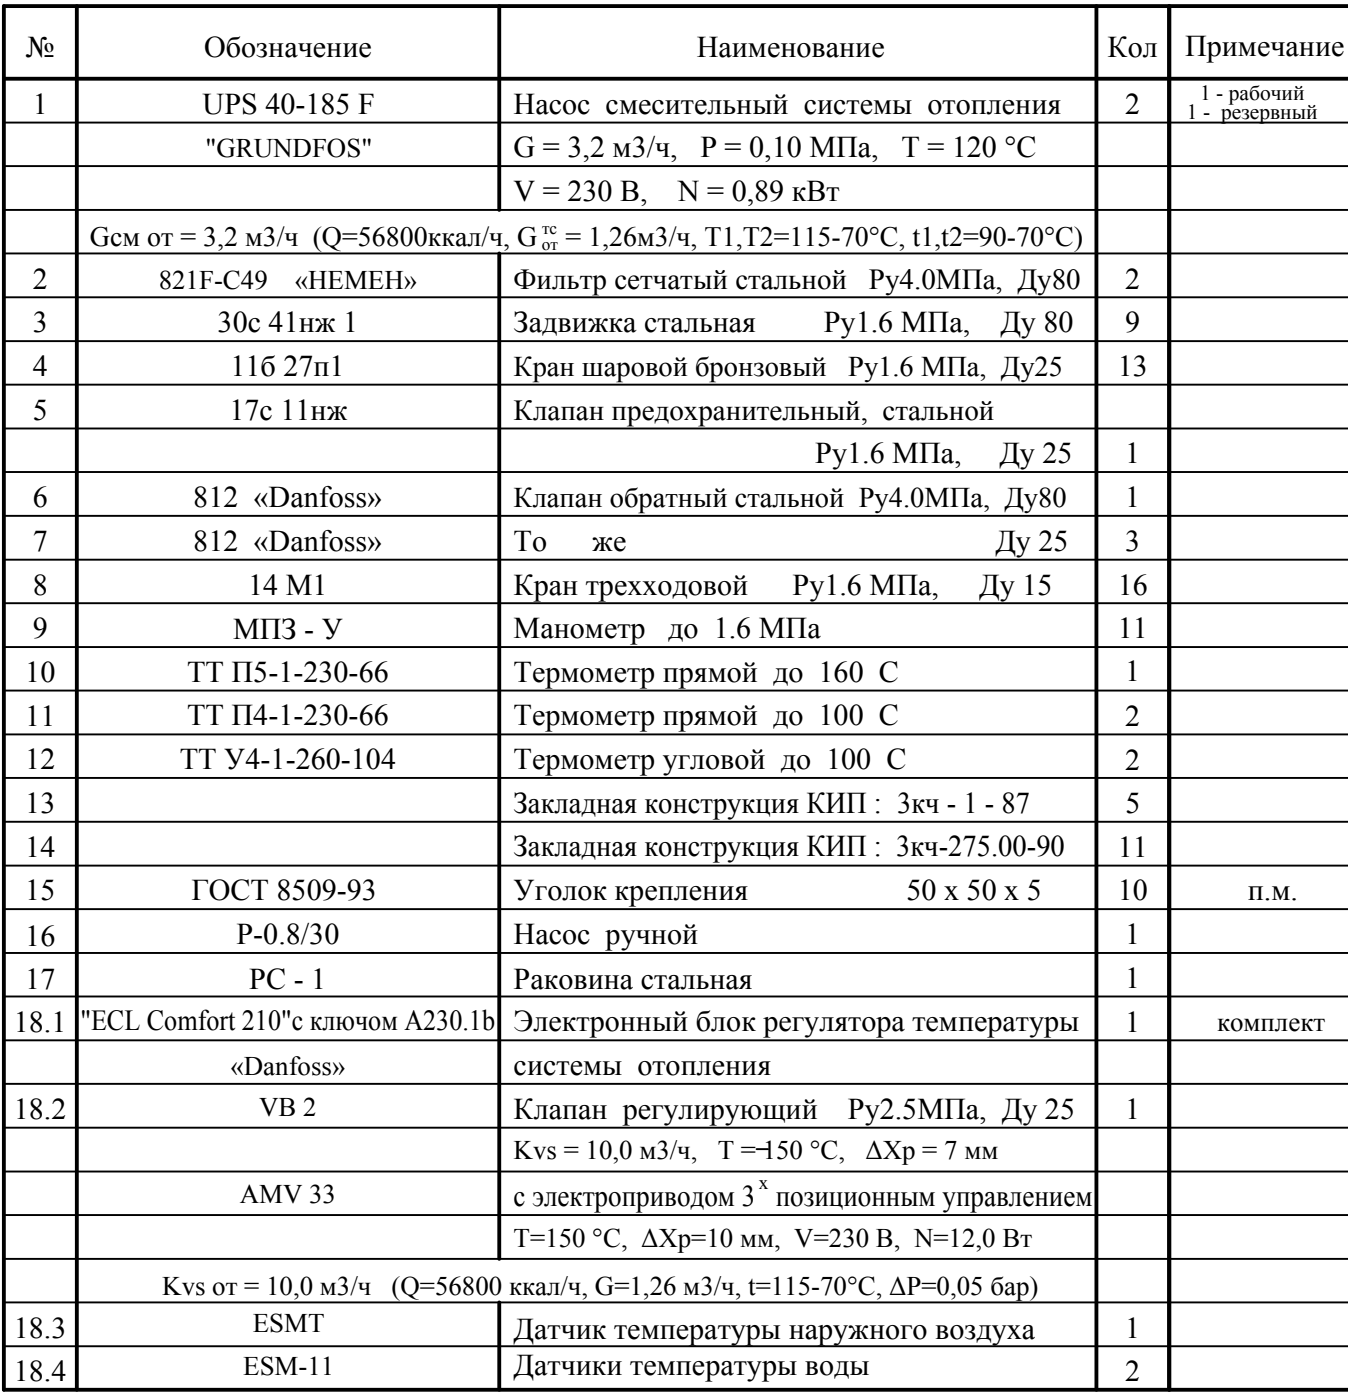 № Обозначение Наименование Кол Примечание
1 UPS 40-185 F Насос смесительный системы отопления 2 1 - рабочий
1 - резервный
"GRUNDFOS" G = 3,2 м3/ч, P = 0,10 МПа, T = 120 °C
V = 230 В, N = 0,89 кВт
Gсм от = 3,2 м3/ч (Q=56800ккал/ч, G тс от = 1,26м3/ч, T1,T2=115-70°C, t1,t2=90-70°C)
2 821F-C49 «HEMEH» Фильтр сетчатый стальной Ру4.0МПа, Ду80 2
3 30с 41нж 1 Задвижка стальная Ру1.6 МПа, Ду 80 9
4 11б 27п1 Кран шаровой бронзовый Ру1.6 МПа, Ду25 13
5 17с 11нж Клапан предохранительный, стальной
Ру1.6 МПа, Ду 25 1
6 812 «Danfoss» Клапан обратный стальной Ру4.0МПа, Ду80 1
7 812 «Danfoss» То же Ду 25 3
8 14 М1 Кран трехходовой Ру1.6 МПа, Ду 15 16
9 МПЗ - У Манометр до 1.6 МПа 11
10 ТТ П5-1-230-66 Термометр прямой до 160 С 1
11 ТТ П4-1-230-66 Термометр прямой до 100 С 2
12 ТТ У4-1-260-104 Термометр угловой до 100 С 2
13 Закладная конструкция КИП : 3кч - 1 - 87 5
14 Закладная конструкция КИП : 3кч-275.00-90 11
15 ГОСТ 8509-93 Уголок крепления 50 х 50 х 5 10 п.м.
16 Р-0.8/30 Насос ручной 1
17 РС - 1 Раковина стальная 1
18.1 "ECL Comfort 210"с ключом A230.1b Электронный блок регулятора температуры 1 комплект
«Danfoss» системы отопления
18.2 VB 2 Клапан регулирующий Ру2.5МПа, Ду 25 1
Kvs = 10,0 м3/ч, T = 150 °C, ΔXp = 7 мм
AMV 33 с электроприводом 3 х позиционным управлением
T=150 °C, ΔXp=10 мм, V=230 В, N=12,0 Вт
Kvs от = 10,0 м3/ч (Q=56800 ккал/ч, G=1,26 м3/ч, t=115-70°C, ΔP=0,05 бар)
18.3 ESMT Датчик температуры наружного воздуха 1
18.4 ESM-11 Датчики температуры воды 2